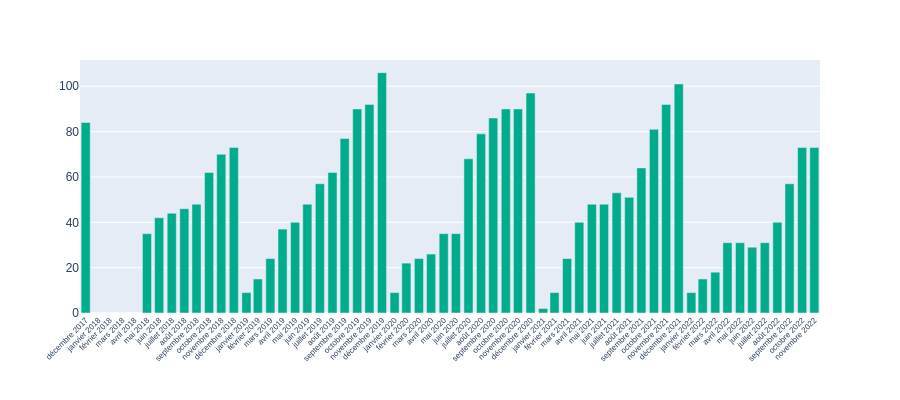 100
80
60
40
20
0
décembre 2017
janvier 2018
février 2018
mars 2018
avril 2018
mai 2018
juin 2018
juillet 2018
août 2018
septembre 2018
octobre 2018
novembre 2018
décembre 2018
janvier 2019
février 2019
mars 2019
avril 2019
mai 2019
juin 2019
juillet 2019
août 2019
septembre 2019
octobre 2019
novembre 2019
décembre 2019
janvier 2020
février 2020
mars 2020
avril 2020
mai 2020
juin 2020
juillet 2020
août 2020
septembre 2020
octobre 2020
novembre 2020
décembre 2020
janvier 2021
février 2021
mars 2021
avril 2021
mai 2021
juin 2021
juillet 2021
août 2021
septembre 2021
octobre 2021
novembre 2021
décembre 2021
janvier 2022
février 2022
mars 2022
avril 2022
mai 2022
juin 2022
juillet 2022
août 2022
septembre 2022
octobre 2022
novembre 2022